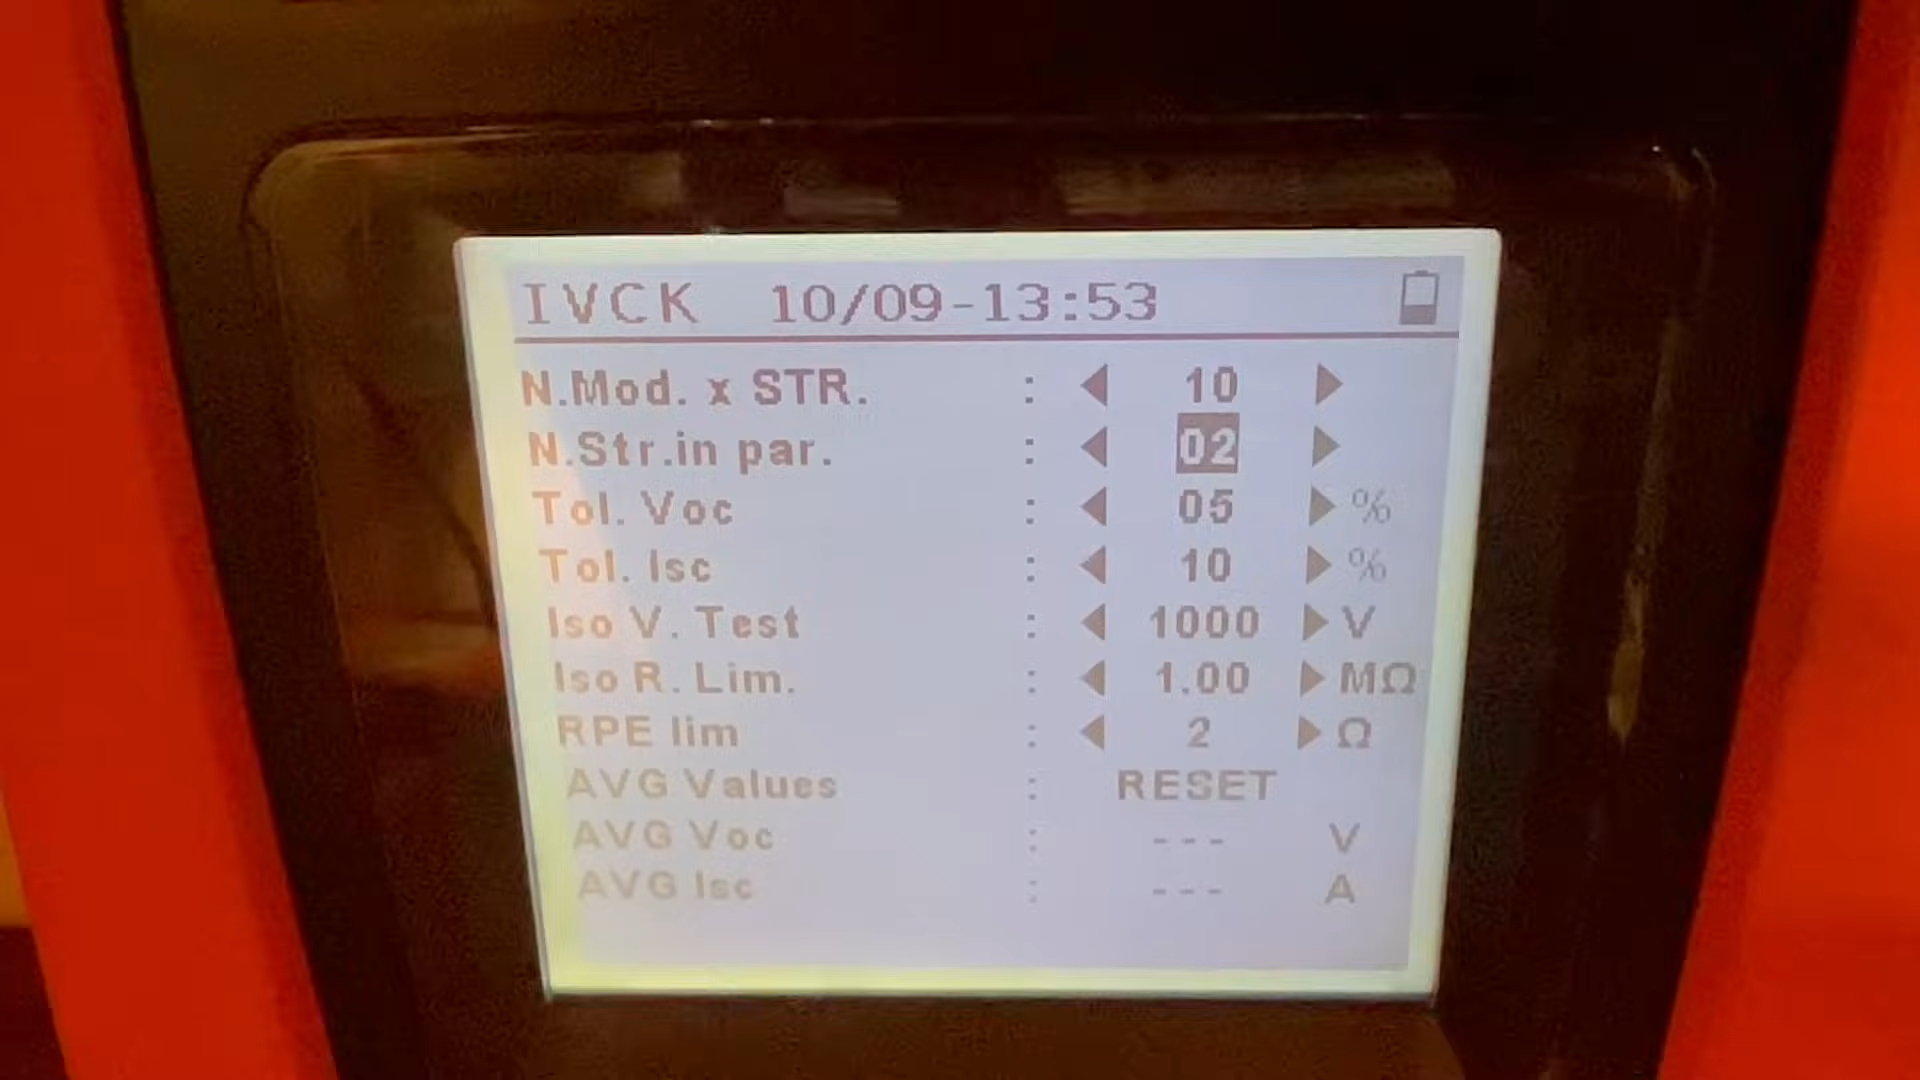 IVCK 10/09-13:53
N.Mod. x STR. : ◀ 10 ▶
N.Str.in par. : ◀ 02 ▶
Tol. Voc : ◀ 05 ▶ %
Tol. Isc : ◀ 10 ▶ %
Iso V. Test : ◀ 1000 ▶ V
Iso R. Lim. : ◀ 1.00 ▶ MΩ
RPE lim : ◀ 2 ▶ Ω
AVG Values : RESET
AVG Voc : --- V
AVG Isc : --- A